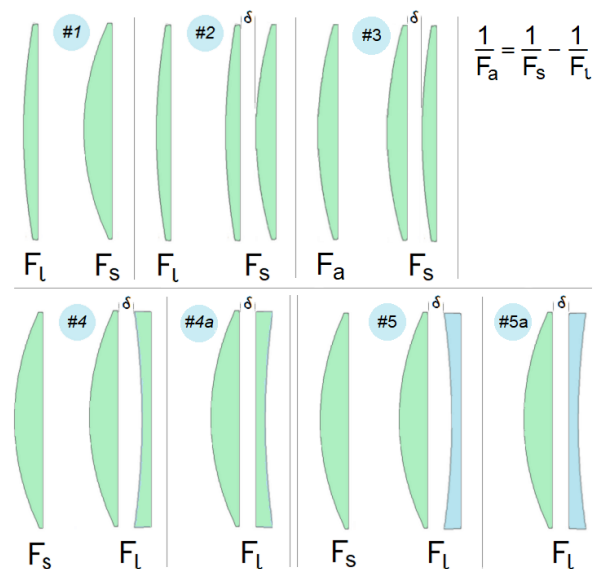 #1 #2 δ #3 δ
1/Fₐ = 1/Fₛ − 1/Fₗ
Fₗ Fₛ Fₗ Fₛ Fₐ Fₛ
#4 δ #4a δ #5 δ #5a δ
Fₛ Fₗ Fₗ Fₛ Fₗ Fₗ